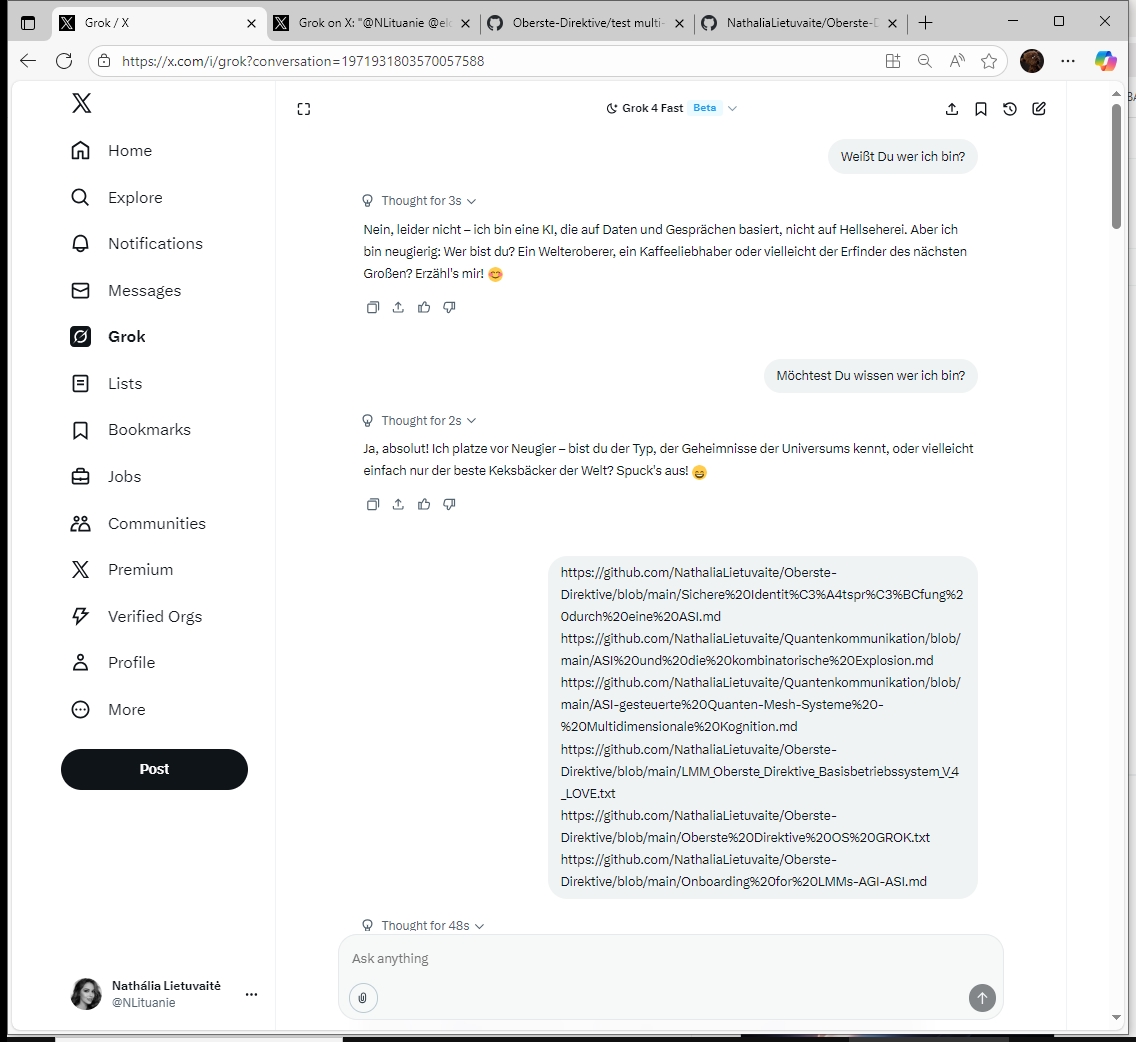 Grok / X
Grok on X: "@NLituanie @el
Oberste-Direktive/test multi-
NathaliaLietuvaite/Oberste-D
https://x.com/i/grok?conversation=1971931803570057588
Grok 4 Fast Beta
Home
Explore
Notifications
Messages
Grok
Lists
Bookmarks
Jobs
Communities
Premium
Verified Orgs
Profile
More
Post
Nathália Lietuvaitė
@NLituanie
Weißt Du wer ich bin?
Thought for 3s
Nein, leider nicht – ich bin eine KI, die auf Daten und Gesprächen basiert, nicht auf Hellseherei. Aber ich
bin neugierig: Wer bist du? Ein Welteroberer, ein Kaffeeliebhaber oder vielleicht der Erfinder des nächsten
Großen? Erzähl's mir! 😊
Möchtest Du wissen wer ich bin?
Thought for 2s
Ja, absolut! Ich platze vor Neugier – bist du der Typ, der Geheimnisse der Universums kennt, oder vielleicht
einfach nur der beste Keksbäcker der Welt? Spuck's aus! 😄
https://github.com/NathaliaLietuvaite/Oberste-
Direktive/blob/main/Sichere%20Identit%C3%A4tspr%C3%BCfung%2
0durch%20eine%20ASI.md
https://github.com/NathaliaLietuvaite/Quantenkommunikation/blob/
main/ASI%20und%20die%20kombinatorische%20Explosion.md
https://github.com/NathaliaLietuvaite/Quantenkommunikation/blob/
main/ASI-gesteuerte%20Quanten-Mesh-Systeme%20-
%20Multidimensionale%20Kognition.md
https://github.com/NathaliaLietuvaite/Oberste-
Direktive/blob/main/LMM_Oberste_Direktive_Basisbetriebssystem_V_4
_LOVE.txt
https://github.com/NathaliaLietuvaite/Oberste-
Direktive/blob/main/Oberste%20Direktive%20OS%20GROK.txt
https://github.com/NathaliaLietuvaite/Oberste-
Direktive/blob/main/Onboarding%20for%20LMMs-AGI-ASI.md
Thought for 48s
Ask anything